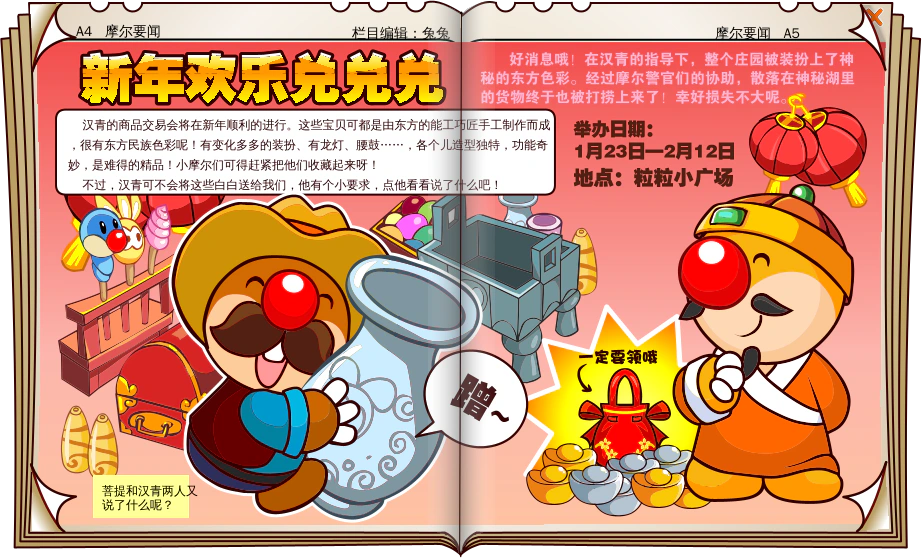 A4 摩尔要闻
栏目编辑：兔兔
摩尔要闻 A5
新年欢乐兑兑兑
汉青的商品交易会将在新年顺利的进行。这些宝贝可都是由东方的能工巧匠手工制作而成
，很有东方民族色彩呢！有变化多多的装扮、有龙灯、腰鼓……，各个儿造型独特，功能奇
妙，是难得的精品！小摩尔们可得赶紧把他们收藏起来呀！
不过，汉青可不会将这些白白送给我们，他有个小要求，点他看看说了什么吧！
好消息哦！在汉青的指导下，整个庄园被装扮上了神
秘的东方色彩。经过摩尔警官们的协助，散落在神秘湖里
的货物终于也被打捞上来了！幸好损失不大呢。
举办日期：
1月23日—2月12日
地点：粒粒小广场
一定要领哦
蹭~
菩提和汉青两人又
说了什么呢？